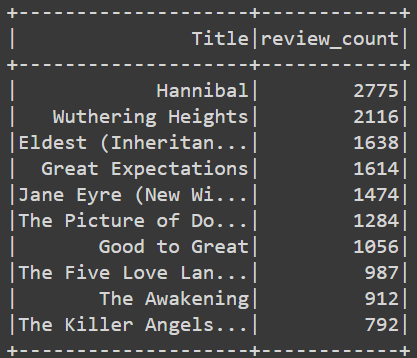 +--------------------+------------+
|               Title|review_count|
+--------------------+------------+
|            Hannibal|        2775|
|   Wuthering Heights|        2116|
|Eldest (Inheritan...|        1638|
|  Great Expectations|        1614|
|Jane Eyre (New Wi...|        1474|
|The Picture of Do...|        1284|
|       Good to Great|        1056|
|The Five Love Lan...|         987|
|       The Awakening|         912|
|The Killer Angels...|         792|
+--------------------+------------+